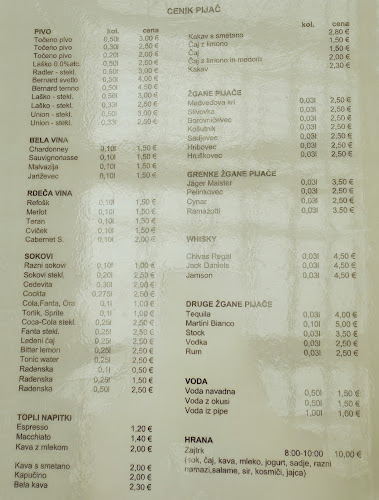 CENIK PIJAČ
PIVO kol. cena
Točeno pivo 0,50l 3,00 €
Točeno pivo 0,30l 2,50 €
Točeno pivo 0,20l 2,00 €
Laško 0.0%alc. 0,50l 2,50 €
Radler - stekl. 0,50l 3,00 €
Bernard svetlo 0,50l 4,00 €
Bernard temno 0,50l 4,50 €
Laško - stekl. 0,50l 3,00 €
Laško - stekl. 0,33l 2,50 €
Union - stekl. 0,50l 3,00 €
Union - stekl. 0,33l 2,50 €
BELA VINA
Chardonney 0,10l 1,50 €
Sauvignonasse 0,10l 1,50 €
Malvazija 0,10l 1,50 €
Janževec 0,10l 1,50 €
RDEČA VINA
Refošk 0,10l 1,50 €
Merlot 0,10l 1,50 €
Teran 0,10l 1,50 €
Cviček 0,10l 1,50 €
Cabernet S. 0,10l 2,00 €
SOKOVI
Razni sokovi 0,10l 1,00 €
Sokovi stekl. 0,20l 2,50 €
Cedevita 0,30l 2,00 €
Cockta 0,275l 2,50 €
Cola,Fanta, Ora 0,1l 1,00 €
Tonik, Sprite 0,1l 1,00 €
Coca-Cola stekl. 0,25l 2,50 €
Fanta stekl. 0,25l 2,50 €
Ledeni čaj 0,25l 2,50 €
Bitter lemon 0,25l 2,50 €
Tonic water 0,25l 2,50 €
Radenska 0,1l 0,50 €
Radenska 0,25l 1,50 €
Radenska 0,50l 2,50 €
TOPLI NAPITKI
Espresso 1,20 €
Macchiato 1,40 €
Kava z mlekom 2,00 €
Kava s smetano 2,00 €
Kapučino 2,00 €
Bela kava 2,30 €
kol. cena
Kakav s smetano 2,80 €
Čaj z limono 1,50 €
Čaj 1,50 €
Čaj z limono in medom 2,00 €
Kakav 2,30 €
ŽGANE PIJAČE
Medvedova kri 0,03l 2,50 €
Slivovka 0,03l 2,50 €
Borovničevec 0,03l 2,50 €
Košutnik 0,03l 2,50 €
Sadjevec 0,03l 2,50 €
Hribovec 0,03l 2,50 €
Hruškovec 0,03l 2,50 €
GRENKE ŽGANE PIJAČE
Jager Maister 0,03l 3,50 €
Pelinkovec 0,03l 2,50 €
Cynar 0,03l 2,50 €
Ramazutti 0,03l 3,50 €
WHISKY
Chivas Regal 0,03l 4,50 €
Jack Daniels 0,03l 4,50 €
Jamson 0,03l 4,50 €
DRUGE ŽGANE PIJAČE
Tequila 0,03l 4,00 €
Martini Bianco 0,10l 5,00 €
Stock 0,03l 3,00 €
Vodka 0,03l 2,50 €
Rum 0,03l 2,50 €
VODA
Voda navadna 0,50l 1,50 €
Voda z okusi 0,50l 1,50 €
Voda iz pipe 1,00l 1,00 €
HRANA
Zajtrk 8:00-10:00 10,00 €
(sok, čaj, kava, mleko, jogurt, sadje, razni
namazi,salame, sir, kosmiči, jajca)